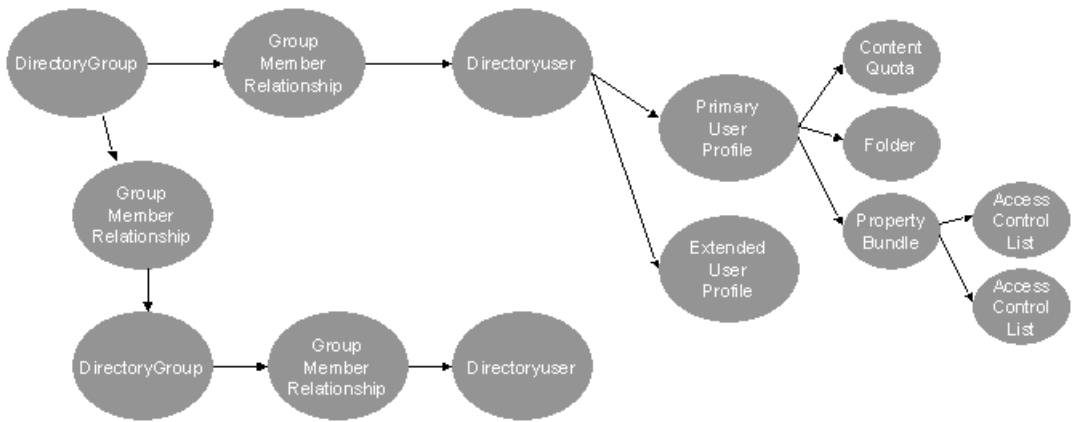 DirectoryGroup
Group
Member
Relationship
Directoryuser
Primary
User
Profile
Content
Quota
Folder
Property
Bundle
Access
Control
List
Access
Control
List
Extended
User
Profile
Group
Member
Relationship
DirectoryGroup
Group
Member
Relationship
Directoryuser